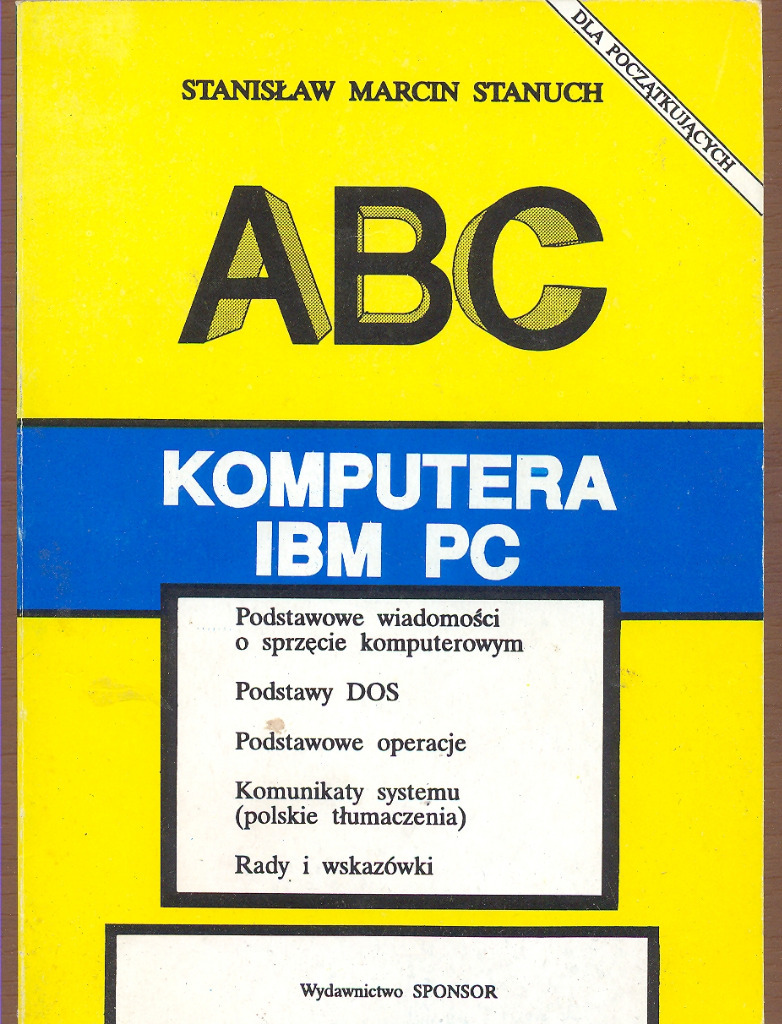 DLA POCZĄTKUJĄCYCH
STANISŁAW MARCIN STANUCH
ABC
KOMPUTERA
IBM PC
Podstawowe wiadomości
o sprzęcie komputerowym
Podstawy DOS
Podstawowe operacje
Komunikaty systemu
(polskie tłumaczenia)
Rady i wskazówki
Wydawnictwo SPONSOR